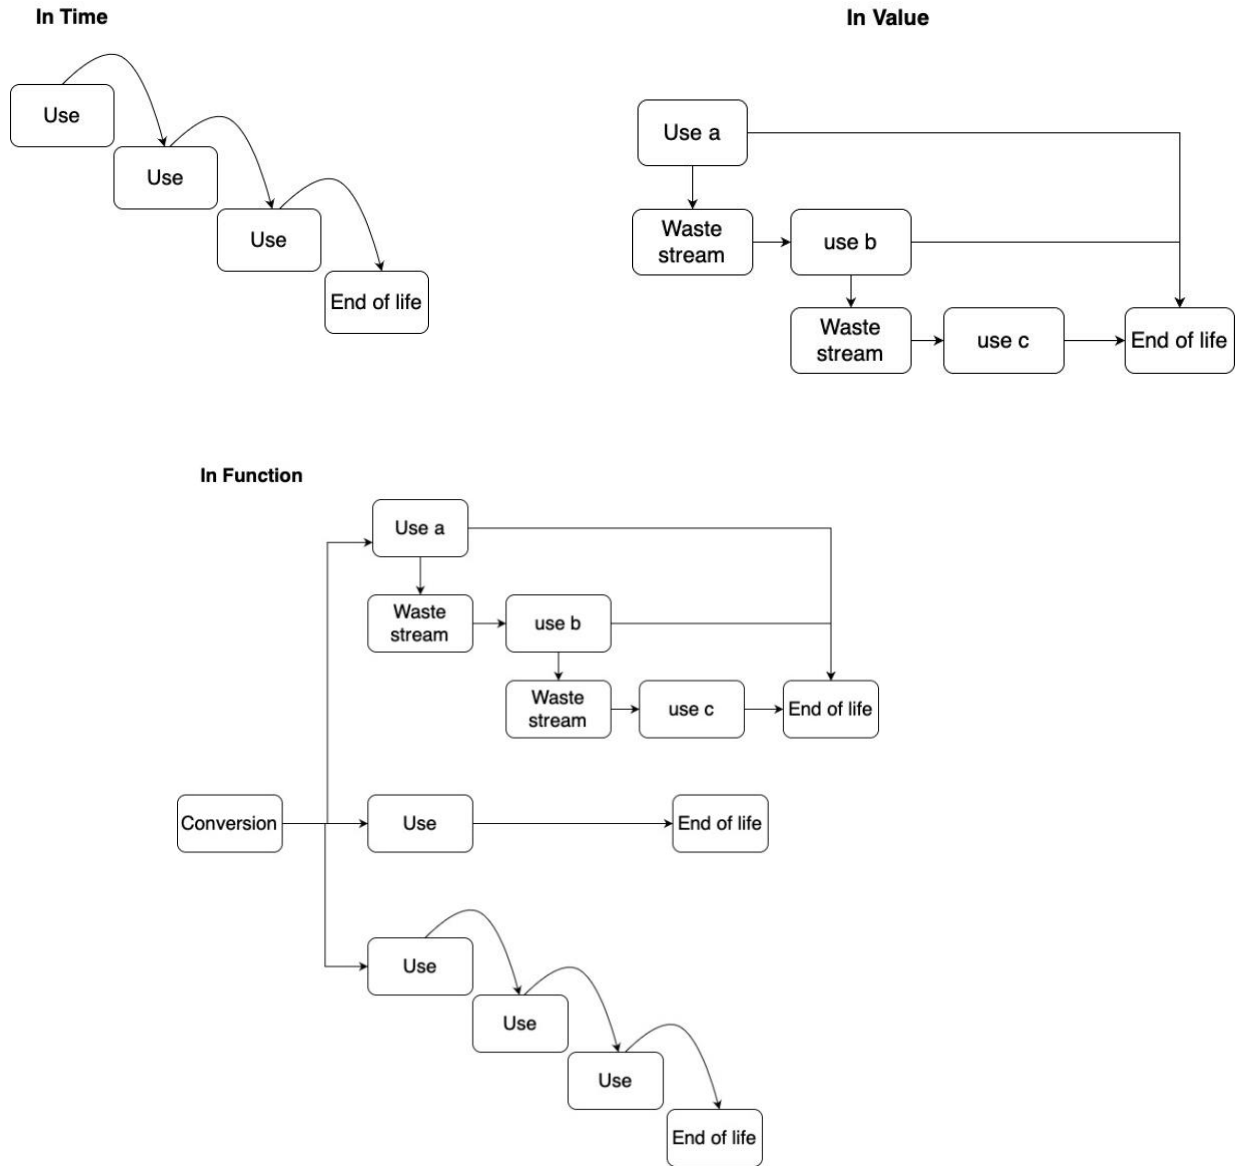 In Time
Use
Use
Use
End of life
In Value
Use a
Waste
stream
use b
Waste
stream
use c
End of life
In Function
Use a
Waste
stream
use b
Waste
stream
use c
End of life
Conversion
Use
End of life
Use
Use
Use
End of life